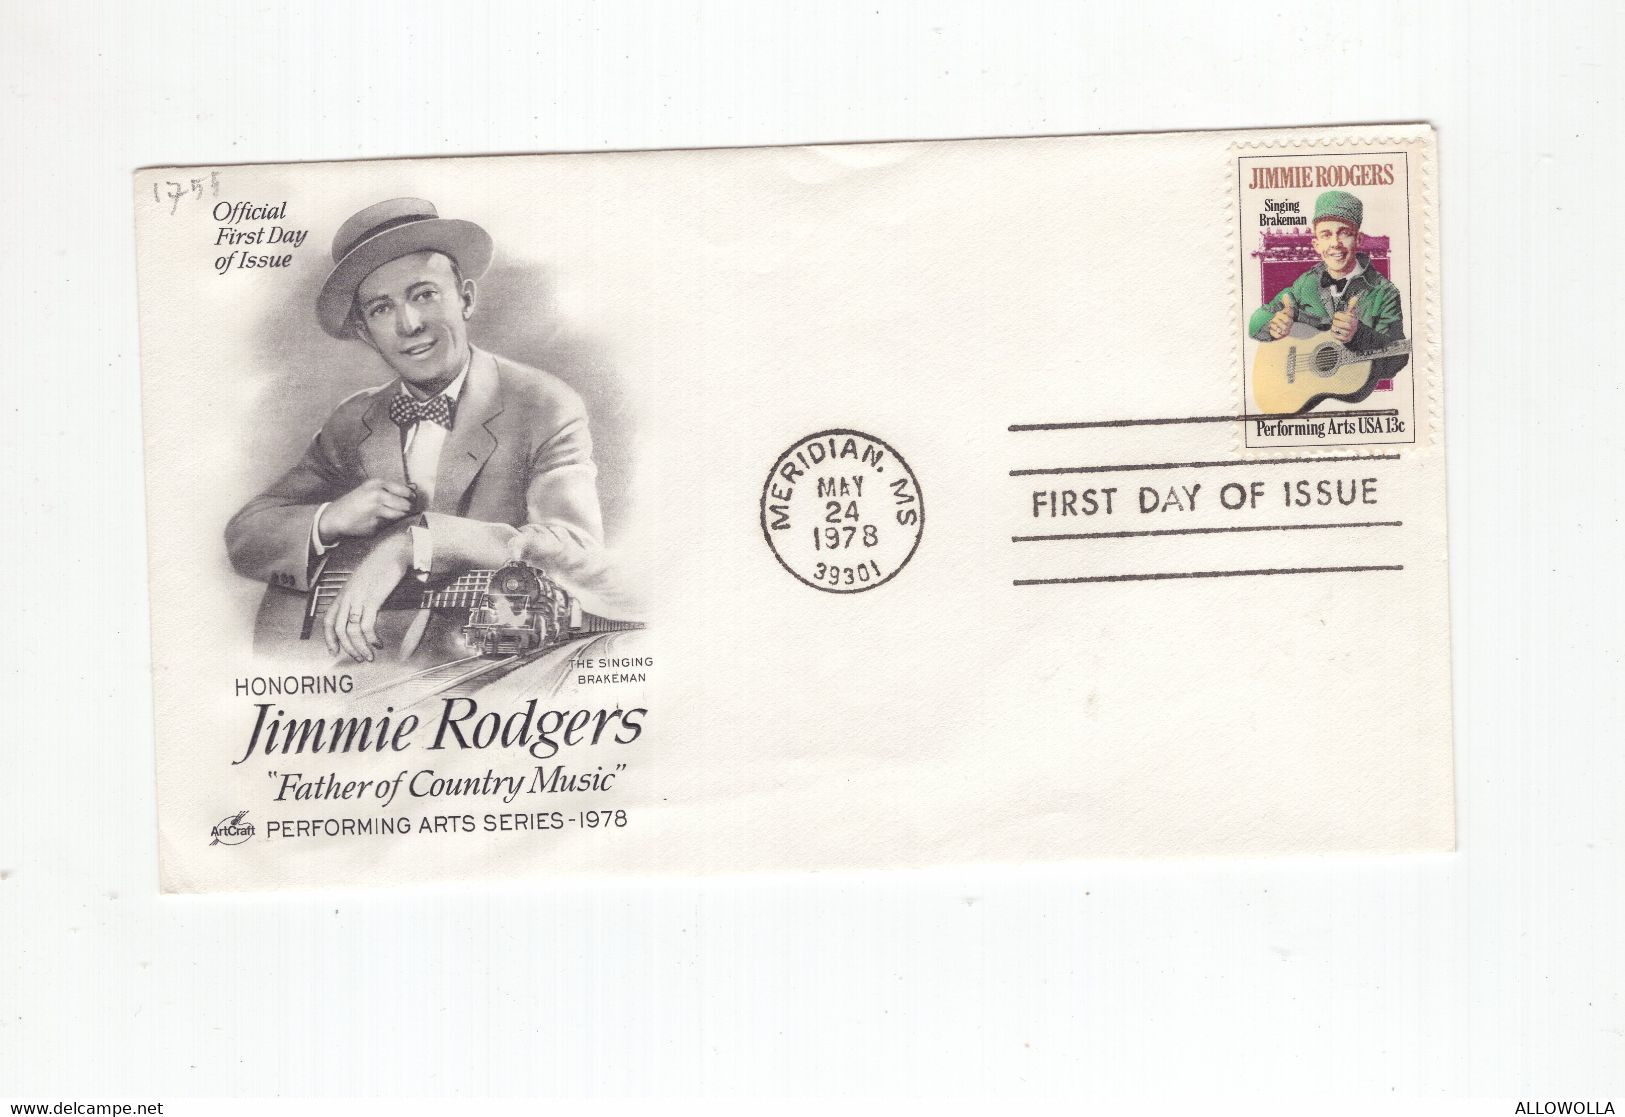 1755
Official
First Day
of Issue
JIMMIE RODGERS
Singing
Brakeman
Performing Arts USA 13c
MERIDIAN, MS
MAY
24
1978
39301
FIRST DAY OF ISSUE
THE SINGING
BRAKEMAN
HONORING
Jimmie Rodgers
"Father of Country Music"
ArtCraft PERFORMING ARTS SERIES-1978
www.delcampe.net
ALLOWOLLA